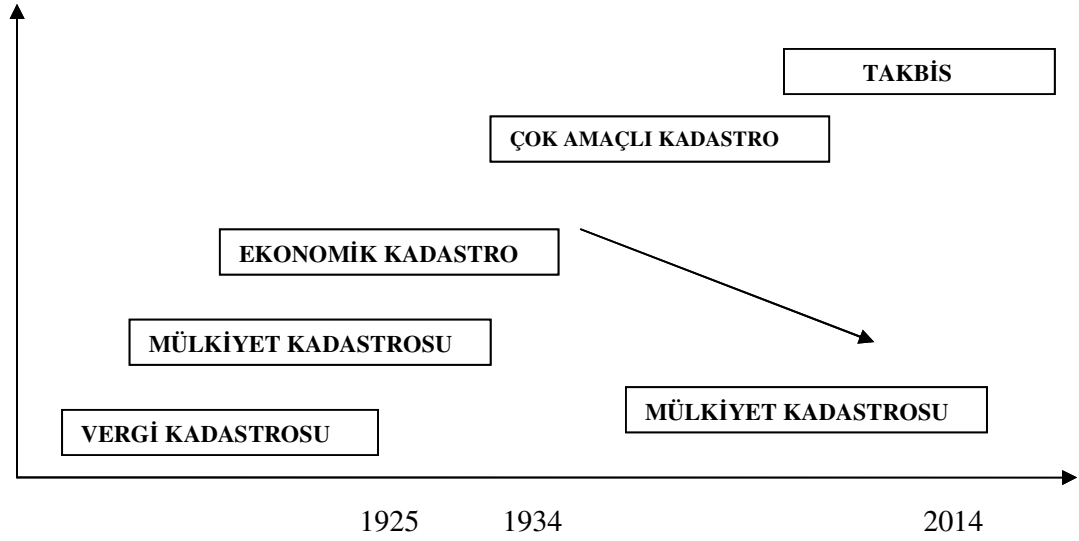 TAKBİS
ÇOK AMAÇLI KADASTRO
EKONOMİK KADASTRO
MÜLKİYET KADASTROSU
MÜLKİYET KADASTROSU
VERGİ KADASTROSU
1925 1934 2014